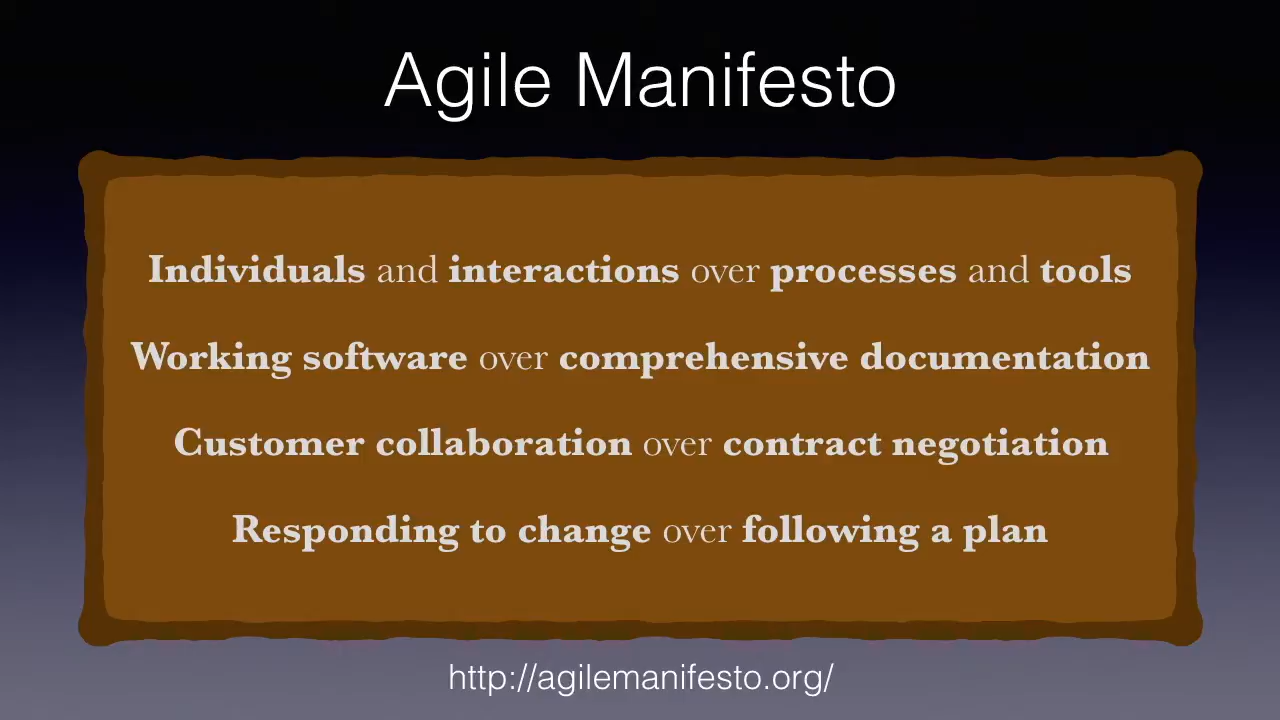 Agile Manifesto
Individuals and interactions over processes and tools
Working software over comprehensive documentation
Customer collaboration over contract negotiation
Responding to change over following a plan
http://agilemanifesto.org/